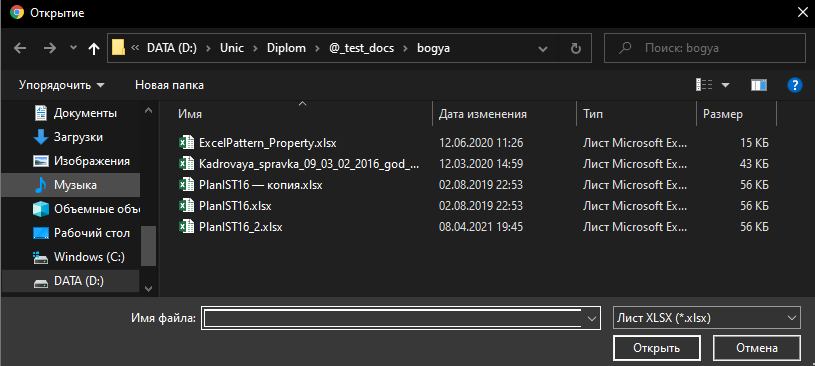 Открытие
« DATA (D:) › Unic › Diplom › @_test_docs › bogya
Поиск: bogya
Упорядочить
Новая папка
Документы
Загрузки
Изображения
Музыка
Объемные объ
Рабочий стол
Windows (C:)
DATA (D:)
Имя Дата изменения Тип Размер
ExcelPattern_Property.xlsx 12.06.2020 11:26 Лист Microsoft Ex... 15 КБ
Kadrovaya_spravka_09_03_02_2016_god_... 12.03.2020 14:59 Лист Microsoft Ex... 43 КБ
PlanIST16 — копия.xlsx 02.08.2019 22:53 Лист Microsoft Ex... 56 КБ
PlanIST16.xlsx 02.08.2019 22:53 Лист Microsoft Ex... 56 КБ
PlanIST16_2.xlsx 08.04.2021 19:45 Лист Microsoft Ex... 56 КБ
Имя файла:
Лист XLSX (*.xlsx)
Открыть
Отмена